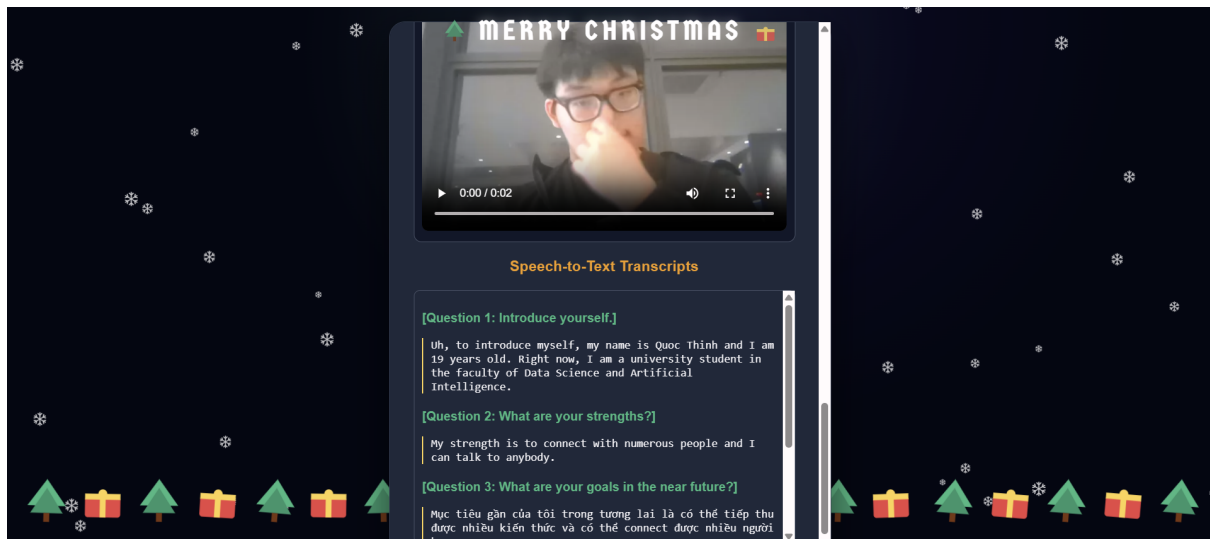 MERRY CHRISTMAS
0:00 / 0:02
Speech-to-Text Transcripts
[Question 1: Introduce yourself.]
Uh, to introduce myself, my name is Quoc Thinh and I am
19 years old. Right now, I am a university student in
the faculty of Data Science and Artificial
Intelligence.
[Question 2: What are your strengths?]
My strength is to connect with numerous people and I
can talk to anybody.
[Question 3: What are your goals in the near future?]
Mục tiêu gần của tôi trong tương lai là có thể tiếp thu
được nhiều kiến thức và có thể connect được nhiều người